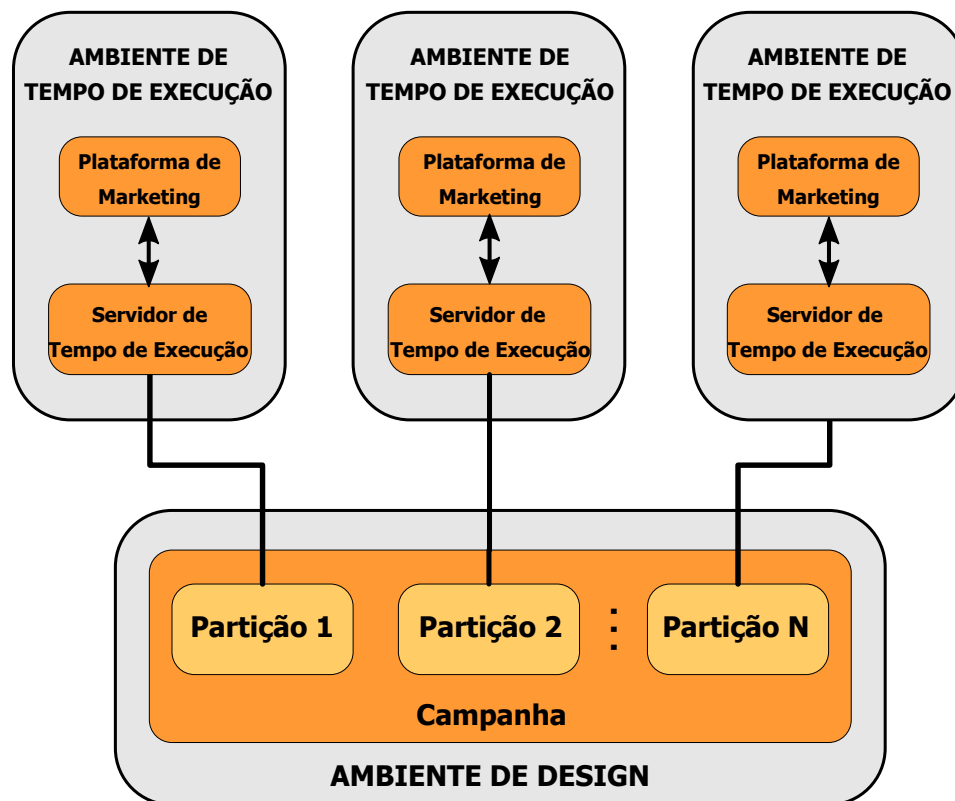 AMBIENTE DE
TEMPO DE EXECUÇÃO
Plataforma de
Marketing
Servidor de
Tempo de Execução
AMBIENTE DE
TEMPO DE EXECUÇÃO
Plataforma de
Marketing
Servidor de
Tempo de Execução
AMBIENTE DE
TEMPO DE EXECUÇÃO
Plataforma de
Marketing
Servidor de
Tempo de Execução
Partição 1
Partição 2
Partição N
Campanha
AMBIENTE DE DESIGN